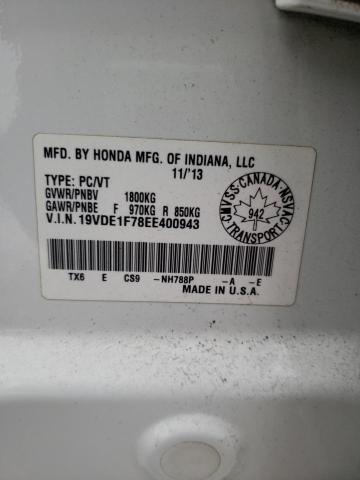 MFD. BY HONDA MFG. OF INDIANA, LLC
11/'13
TYPE: PC/VT
GVWR/PNBV 1800KG
GAWR/PNBE F 970KG R 850KG
V.I.N. 19VDE1F78EE400943
TX6 E CS9 -NH788P -A -E
MADE IN U.S.A.
CMVSS·CANADA·NSVAC
942
TRANSPORT